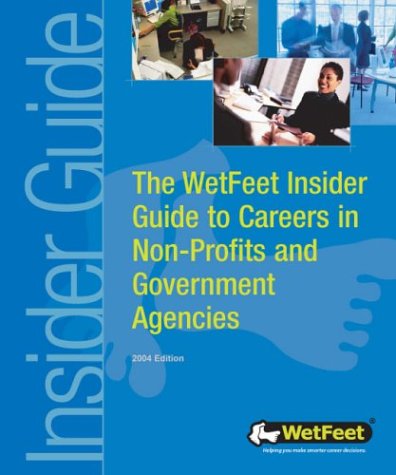 Insider Guide
The WetFeet Insider
Guide to Careers in
Non-Profits and
Government
Agencies
2004 Edition
WetFeet®
Helping you make smarter career decisions.